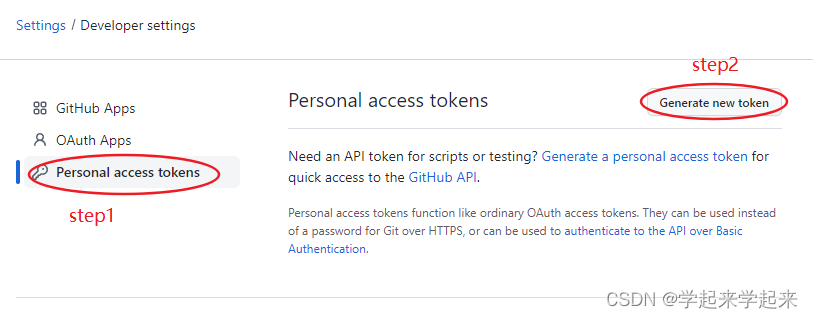 Settings / Developer settings
step2
GitHub Apps
OAuth Apps
Personal access tokens
step1
Personal access tokens
Generate new token
Need an API token for scripts or testing? Generate a personal access token for
quick access to the GitHub API.
Personal access tokens function like ordinary OAuth access tokens. They can be used instead
of a password for Git over HTTPS, or can be used to authenticate to the API over Basic
Authentication.
CSDN @学起来学起来